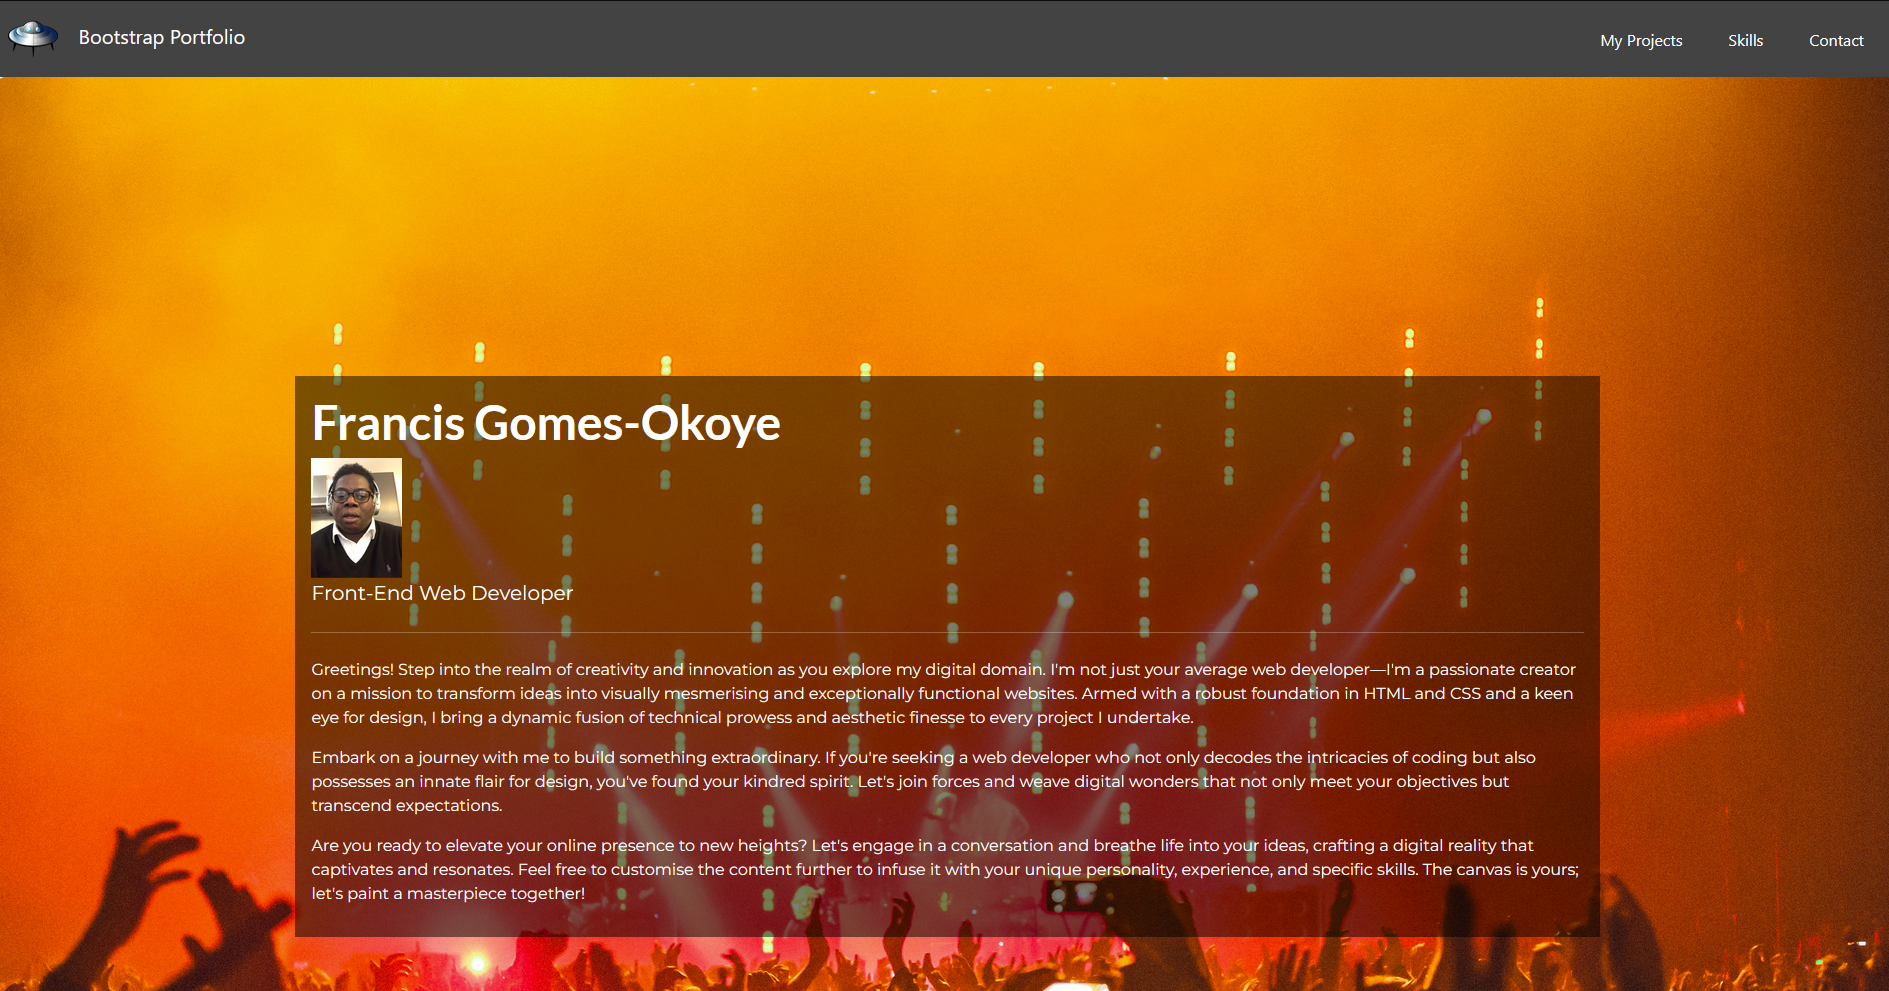 Bootstrap Portfolio
My Projects
Skills
Contact
Francis Gomes-Okoye
Front-End Web Developer
Greetings! Step into the realm of creativity and innovation as you explore my digital domain. I'm not just your average web developer—I'm a passionate creator
on a mission to transform ideas into visually mesmerising and exceptionally functional websites. Armed with a robust foundation in HTML and CSS and a keen
eye for design, I bring a dynamic fusion of technical prowess and aesthetic finesse to every project I undertake.
Embark on a journey with me to build something extraordinary. If you're seeking a web developer who not only decodes the intricacies of coding but also
possesses an innate flair for design, you've found your kindred spirit. Let's join forces and weave digital wonders that not only meet your objectives but
transcend expectations.
Are you ready to elevate your online presence to new heights? Let's engage in a conversation and breathe life into your ideas, crafting a digital reality that
captivates and resonates. Feel free to customise the content further to infuse it with your unique personality, experience, and specific skills. The canvas is yours;
let's paint a masterpiece together!